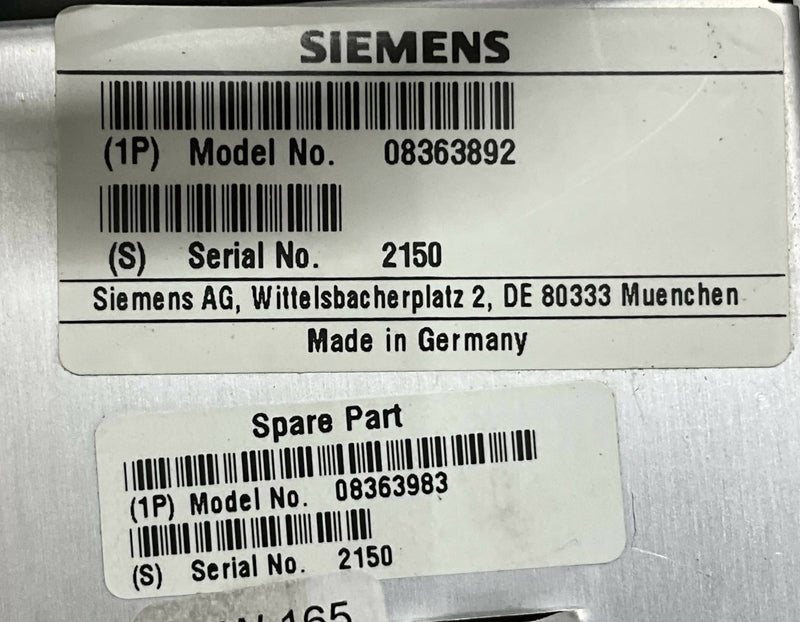 SIEMENS
(1P) Model No. 08363892
(S) Serial No. 2150
Siemens AG, Wittelsbacherplatz 2, DE 80333 Muenchen
Made in Germany
Spare Part
(1P) Model No. 08363983
(S) Serial No. 2150
165